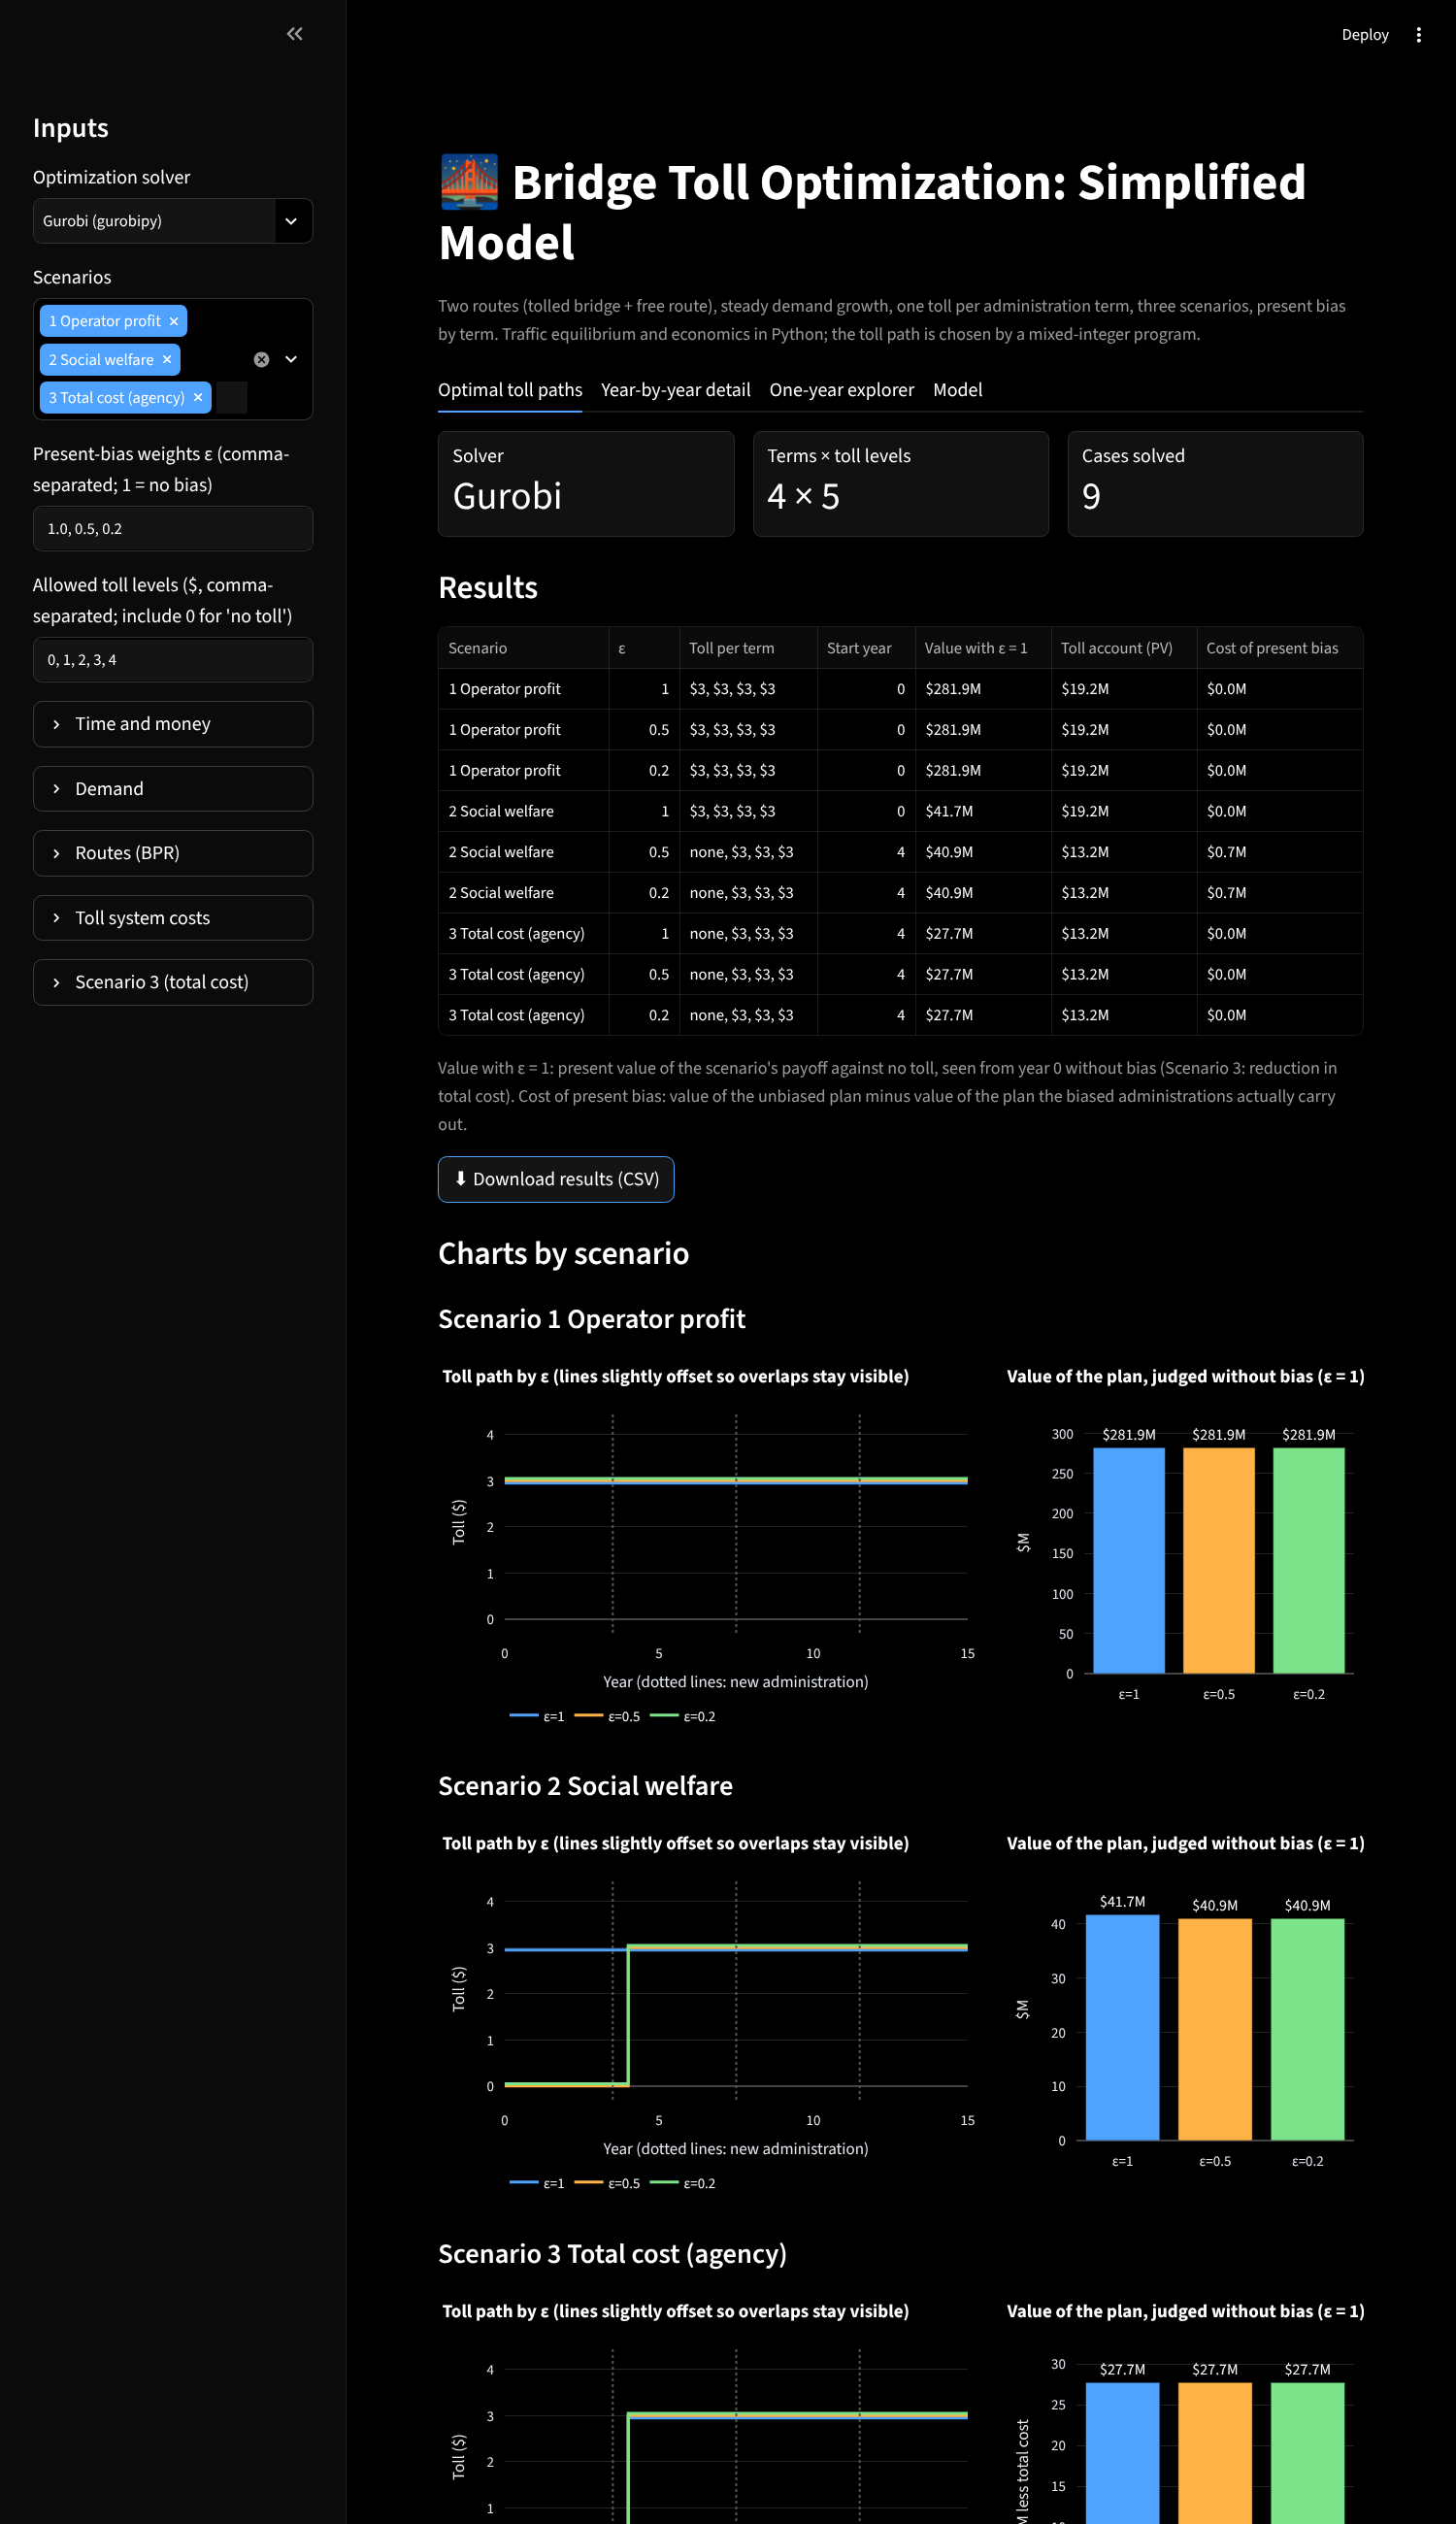 Deploy
Inputs
Optimization solver
Gurobi (gurobipy)
Scenarios
1 Operator profit
2 Social welfare
3 Total cost (agency)
Present-bias weights ε (comma-
separated; 1 = no bias)
1.0, 0.5, 0.2
Allowed toll levels ($, comma-
separated; include 0 for 'no toll')
0, 1, 2, 3, 4
Time and money
Demand
Routes (BPR)
Toll system costs
Scenario 3 (total cost)
Bridge Toll Optimization: Simplified
Model
Two routes (tolled bridge + free route), steady demand growth, one toll per administration term, three scenarios, present bias
by term. Traffic equilibrium and economics in Python; the toll path is chosen by a mixed-integer program.
Optimal toll paths Year-by-year detail One-year explorer Model
Solver
Gurobi
Terms × toll levels
4 × 5
Cases solved
9
Results
Scenario ε Toll per term Start year Value with ε = 1 Toll account (PV) Cost of present bias
1 Operator profit 1 $3, $3, $3, $3 0 $281.9M $19.2M $0.0M
1 Operator profit 0.5 $3, $3, $3, $3 0 $281.9M $19.2M $0.0M
1 Operator profit 0.2 $3, $3, $3, $3 0 $281.9M $19.2M $0.0M
2 Social welfare 1 $3, $3, $3, $3 0 $41.7M $19.2M $0.0M
2 Social welfare 0.5 none, $3, $3, $3 4 $40.9M $13.2M $0.7M
2 Social welfare 0.2 none, $3, $3, $3 4 $40.9M $13.2M $0.7M
3 Total cost (agency) 1 none, $3, $3, $3 4 $27.7M $13.2M $0.0M
3 Total cost (agency) 0.5 none, $3, $3, $3 4 $27.7M $13.2M $0.0M
3 Total cost (agency) 0.2 none, $3, $3, $3 4 $27.7M $13.2M $0.0M
Value with ε = 1: present value of the scenario's payoff against no toll, seen from year 0 without bias (Scenario 3: reduction in
total cost). Cost of present bias: value of the unbiased plan minus value of the plan the biased administrations actually carry
out.
Download results (CSV)
Charts by scenario
Scenario 1 Operator profit
Toll path by ε (lines slightly offset so overlaps stay visible)
4
3
2
1
0
Toll ($)
0 5 10 15
Year (dotted lines: new administration)
ε=1 ε=0.5 ε=0.2
Value of the plan, judged without bias (ε = 1)
$281.9M $281.9M $281.9M
300
250
200
150
100
50
0
$M
ε=1 ε=0.5 ε=0.2
Scenario 2 Social welfare
Toll path by ε (lines slightly offset so overlaps stay visible)
4
3
2
1
0
Toll ($)
0 5 10 15
Year (dotted lines: new administration)
ε=1 ε=0.5 ε=0.2
Value of the plan, judged without bias (ε = 1)
$41.7M $40.9M $40.9M
40
30
20
10
0
$M
ε=1 ε=0.5 ε=0.2
Scenario 3 Total cost (agency)
Toll path by ε (lines slightly offset so overlaps stay visible)
4
3
2
1
Toll ($)
Value of the plan, judged without bias (ε = 1)
$27.7M $27.7M $27.7M
30
25
20
15
less total cost